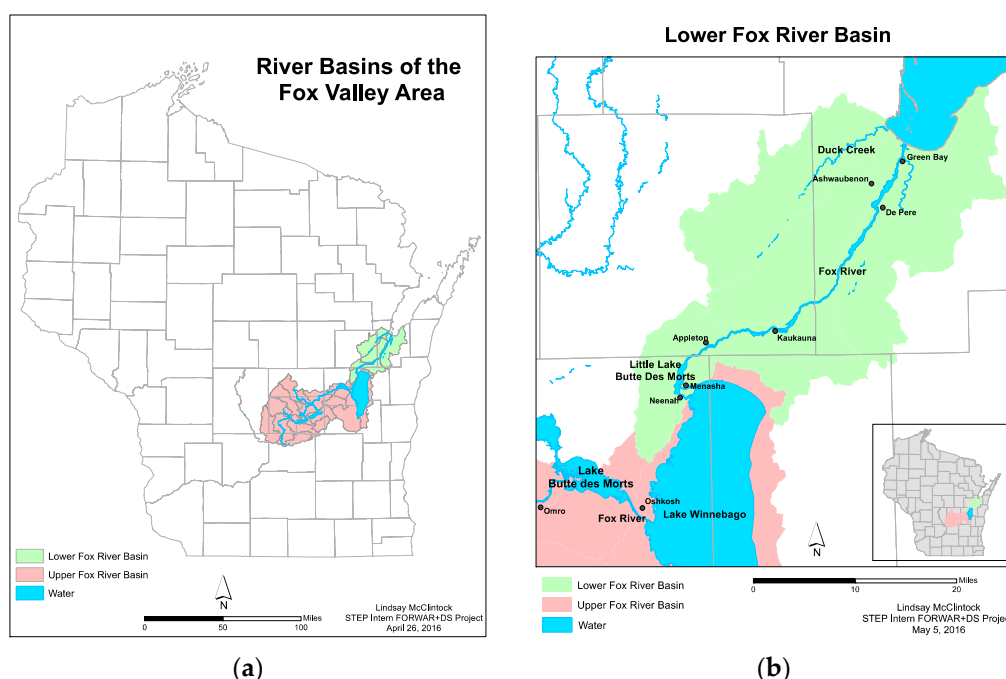 River Basins of the
Fox Valley Area
Lower Fox River Basin
Upper Fox River Basin
Water
N
0 50 100
Miles
Lindsay McClintock
STEP Intern FORWAR+DS Project
April 26, 2016
(a)
Lower Fox River Basin
Duck Creek
Green Bay
Ashwaubenon
De Pere
Fox River
Appleton
Kaukauna
Little Lake
Butte Des Morts
Menasha
Neenah
Lake
Butte des Morts
Oshkosh
Omro
Fox River
Lake Winnebago
N
Lower Fox River Basin
Upper Fox River Basin
Water
0 10 20
Miles
Lindsay McClintock
STEP Intern FORWAR+DS Projec
May 5, 2016
(b)